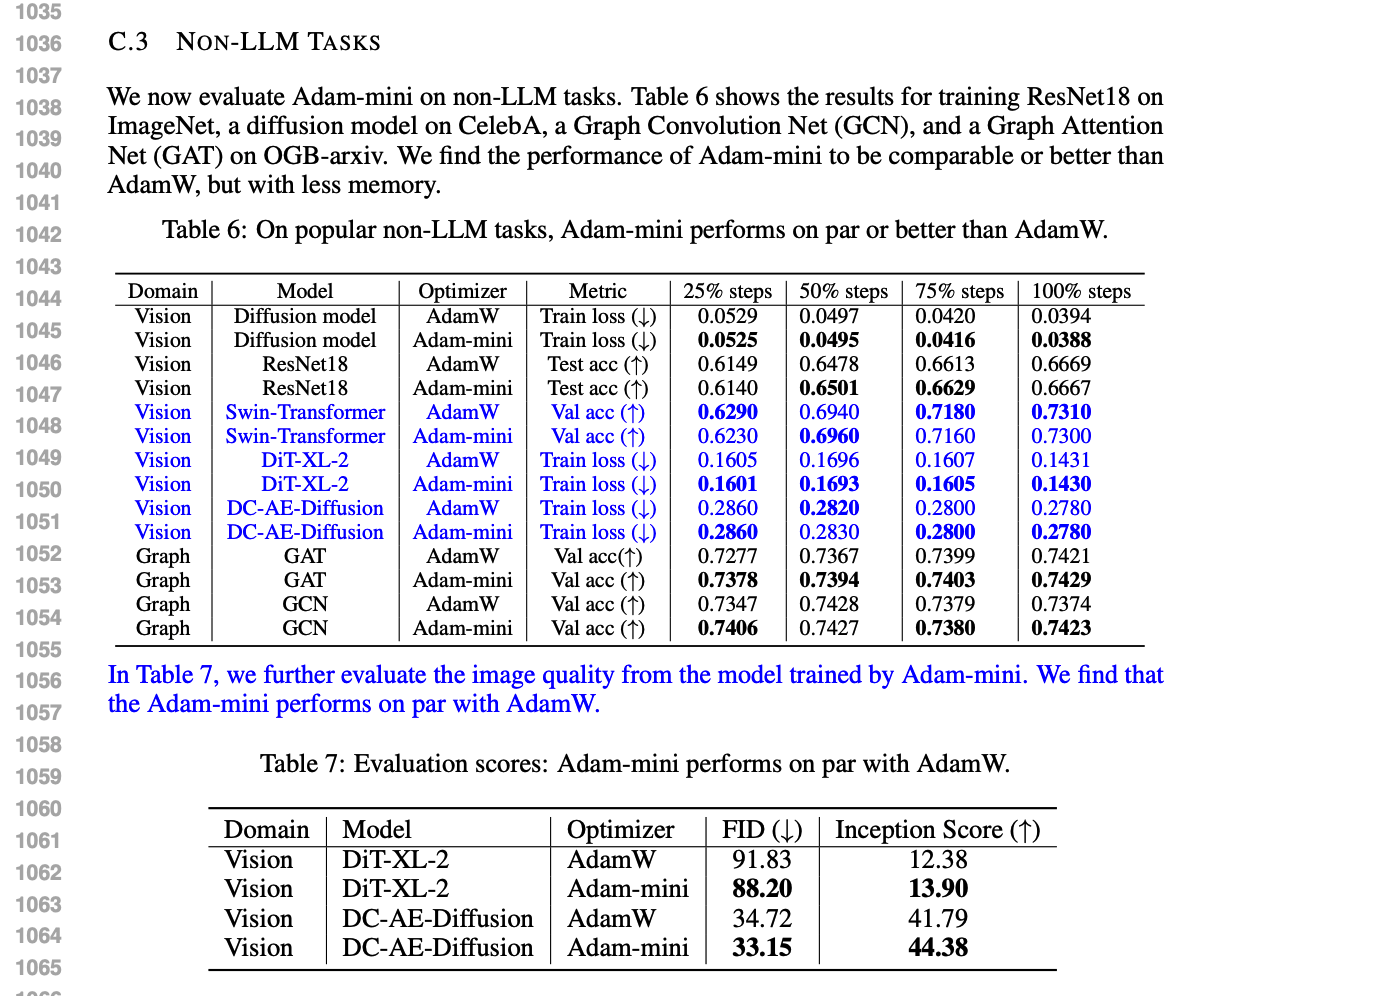 1035
1036 C.3 NON-LLM TASKS
1037
1038 We now evaluate Adam-mini on non-LLM tasks. Table 6 shows the results for training ResNet18 on
1039 ImageNet, a diffusion model on CelebA, a Graph Convolution Net (GCN), and a Graph Attention
1040 Net (GAT) on OGB-arxiv. We find the performance of Adam-mini to be comparable or better than
1041 AdamW, but with less memory.
1042 Table 6: On popular non-LLM tasks, Adam-mini performs on par or better than AdamW.
1043
1044 Domain Model Optimizer Metric 25% steps 50% steps 75% steps 100% steps
Vision Diffusion model AdamW Train loss (↓) 0.0529 0.0497 0.0420 0.0394
1045 Vision Diffusion model Adam-mini Train loss (↓) 0.0525 0.0495 0.0416 0.0388
1046 Vision ResNet18 AdamW Test acc (↑) 0.6149 0.6478 0.6613 0.6669
1047 Vision ResNet18 Adam-mini Test acc (↑) 0.6140 0.6501 0.6629 0.6667
Vision Swin-Transformer AdamW Val acc (↑) 0.6290 0.6940 0.7180 0.7310
1048 Vision Swin-Transformer Adam-mini Val acc (↑) 0.6230 0.6960 0.7160 0.7300
1049 Vision DiT-XL-2 AdamW Train loss (↓) 0.1605 0.1696 0.1607 0.1431
1050 Vision DiT-XL-2 Adam-mini Train loss (↓) 0.1601 0.1693 0.1605 0.1430
Vision DC-AE-Diffusion AdamW Train loss (↓) 0.2860 0.2820 0.2800 0.2780
1051 Vision DC-AE-Diffusion Adam-mini Train loss (↓) 0.2860 0.2830 0.2800 0.2780
1052 Graph GAT AdamW Val acc(↑) 0.7277 0.7367 0.7399 0.7421
1053 Graph GAT Adam-mini Val acc (↑) 0.7378 0.7394 0.7403 0.7429
Graph GCN AdamW Val acc (↑) 0.7347 0.7428 0.7379 0.7374
1054 Graph GCN Adam-mini Val acc (↑) 0.7406 0.7427 0.7380 0.7423
1055
1056 In Table 7, we further evaluate the image quality from the model trained by Adam-mini. We find that
1057 the Adam-mini performs on par with AdamW.
1058
1059 Table 7: Evaluation scores: Adam-mini performs on par with AdamW.
1060
1061 Domain Model Optimizer FID (↓) Inception Score (↑)
1062 Vision DiT-XL-2 AdamW 91.83 12.38
1063 Vision DiT-XL-2 Adam-mini 88.20 13.90
1064 Vision DC-AE-Diffusion AdamW 34.72 41.79
1065 Vision DC-AE-Diffusion Adam-mini 33.15 44.38